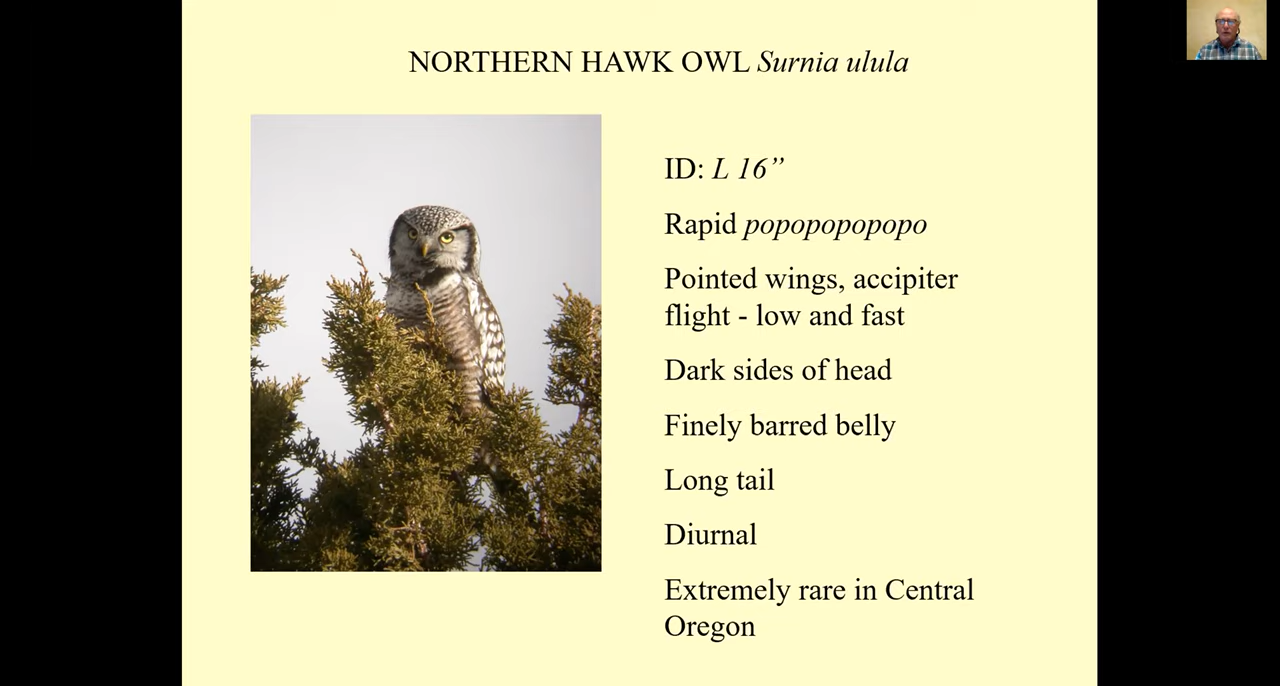 NORTHERN HAWK OWL Surnia ulula
ID: L 16”
Rapid popopopopopo
Pointed wings, accipiter
flight - low and fast
Dark sides of head
Finely barred belly
Long tail
Diurnal
Extremely rare in Central
Oregon